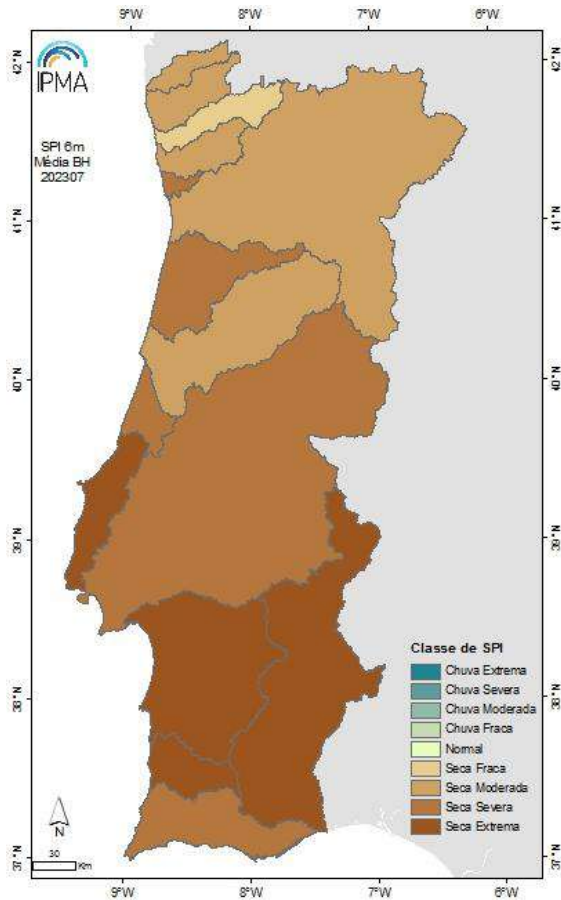 9°W 8°W 7°W 6°W
42°N 42°N
IPMA
SPI 6m
Média BH
202307
41°N 41°N
40°N 40°N
39°N 39°N
38°N 38°N
Classe de SPI
Chuva Extrema
Chuva Severa
Chuva Moderada
Chuva Fraca
Normal
Seca Fraca
Seca Moderada
Seca Severa
Seca Extrema
N
30
Km
37°N 37°N
9°W 8°W 7°W 6°W